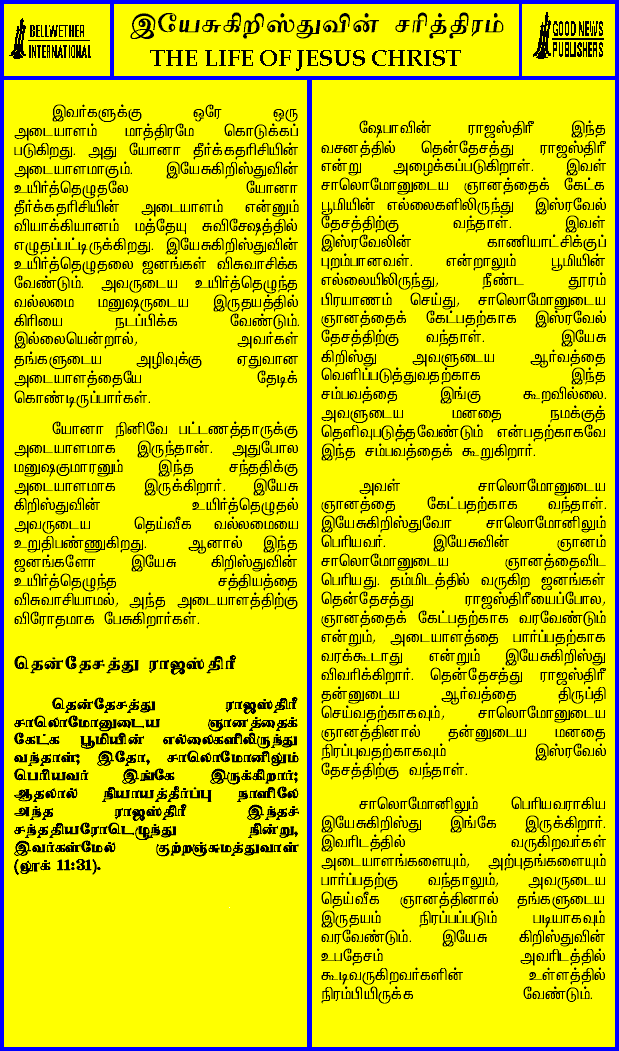 BELLWETHER
INTERNATIONAL
இயேசுகிறிஸ்துவின் சரித்திரம்
THE LIFE OF JESUS CHRIST
GOOD NEWS
PUBLISHERS
இவர்களுக்கு ஒரே ஒரு
அடையாளம் மாத்திரமே கொடுக்கப்
படுகிறது. அது யோனா தீர்க்கதரிசியின்
அடையாளமாகும். இயேசுகிறிஸ்துவின்
உயிர்த்தெழுதலே யோனா
தீர்க்கதரிசியின் அடையாளம் என்னும்
வியாக்கியானம் மத்தேயு சுவிசேஷத்தில்
எழுதப்பட்டிருக்கிறது. இயேசுகிறிஸ்துவின்
உயிர்த்தெழுதலை ஜனங்கள் விசுவாசிக்க
வேண்டும். அவருடைய உயிர்த்தெழுந்த
வல்லமை மனுஷருடைய இருதயத்தில்
கிரியை நடப்பிக்க வேண்டும்.
இல்லையென்றால், அவர்கள்
தங்களுடைய அழிவுக்கு ஏதுவான
அடையாளத்தையே தேடிக்
கொண்டிருப்பார்கள்.
யோனா நினிவே பட்டணத்தாருக்கு
அடையாளமாக இருந்தான். அதுபோல
மனுஷகுமாரனும் இந்த சந்ததிக்கு
அடையாளமாக இருக்கிறார். இயேசு
கிறிஸ்துவின் உயிர்த்தெழுதல்
அவருடைய தெய்வீக வல்லமையை
உறுதிபண்ணுகிறது. ஆனால் இந்த
ஜனங்களோ இயேசு கிறிஸ்துவின்
உயிர்த்தெழுந்த சத்தியத்தை
விசுவாசியாமல், அந்த அடையாளத்திற்கு
விரோதமாக பேசுகிறார்கள்.
தென்தேசத்து ராஜஸ்திரீ
தென்தேசத்து ராஜஸ்திரீ
சாலொமோனுடைய ஞானத்தைக்
கேட்க பூமியின் எல்லைகளிலிருந்து
வந்தாள்; இதோ, சாலொமோனிலும்
பெரியவர் இங்கே இருக்கிறார்;
ஆதலால் நியாயத்தீர்ப்பு நாளிலே
அந்த ராஜஸ்திரீ இந்தச்
சந்ததியரோடெழுந்து நின்று,
இவர்கள்மேல் குற்றஞ்சுமத்துவாள்
(லூக் 11:31).
ஷேபாவின் ராஜஸ்திரீ இந்த
வசனத்தில் தென்தேசத்து ராஜஸ்திரீ
என்று அழைக்கப்படுகிறாள். இவள்
சாலொமோனுடைய ஞானத்தைக் கேட்க
பூமியின் எல்லைகளிலிருந்து இஸ்ரவேல்
தேசத்திற்கு வந்தாள். இவள்
இஸ்ரவேலின் காணியாட்சிக்குப்
புறம்பானவள். என்றாலும் பூமியின்
எல்லையிலிருந்து, நீண்ட தூரம்
பிரயாணம் செய்து, சாலொமோனுடைய
ஞானத்தைக் கேட்பதற்காக இஸ்ரவேல்
தேசத்திற்கு வந்தாள். இயேசு
கிறிஸ்து அவளுடைய ஆர்வத்தை
வெளிப்படுத்துவதற்காக இந்த
சம்பவத்தை இங்கு கூறவில்லை.
அவளுடைய மனதை நமக்குத்
தெளிவுபடுத்தவேண்டும் என்பதற்காகவே
இந்த சம்பவத்தைக் கூறுகிறார்.
அவள் சாலொமோனுடைய
ஞானத்தை கேட்பதற்காக வந்தாள்.
இயேசுகிறிஸ்துவோ சாலொமோனிலும்
பெரியவர். இயேசுவின் ஞானம்
சாலொமோனுடைய ஞானத்தைவிட
பெரியது. தம்மிடத்தில் வருகிற ஜனங்கள்
தென்தேசத்து ராஜஸ்திரீயைப்போல,
ஞானத்தைக் கேட்பதற்காக வரவேண்டும்
என்றும், அடையாளத்தை பார்ப்பதற்காக
வரக்கூடாது என்றும் இயேசுகிறிஸ்து
விவரிக்கிறார். தென்தேசத்து ராஜஸ்திரீ
தன்னுடைய ஆர்வத்தை திருப்தி
செய்வதற்காகவும், சாலொமோனுடைய
ஞானத்தினால் தன்னுடைய மனதை
நிரப்புவதற்காகவும் இஸ்ரவேல்
தேசத்திற்கு வந்தாள்.
சாலொமோனிலும் பெரியவராகிய
இயேசுகிறிஸ்து இங்கே இருக்கிறார்.
இவரிடத்தில் வருகிறவர்கள்
அடையாளங்களையும், அற்புதங்களையும்
பார்ப்பதற்கு வந்தாலும், அவருடைய
தெய்வீக ஞானத்தினால் தங்களுடைய
இருதயம் நிரப்பப்படும் படியாகவும்
வரவேண்டும். இயேசு கிறிஸ்துவின்
உபதேசம் அவரிடத்தில்
கூடிவருகிறவர்களின் உள்ளத்தில்
நிரம்பியிருக்க வேண்டும்.